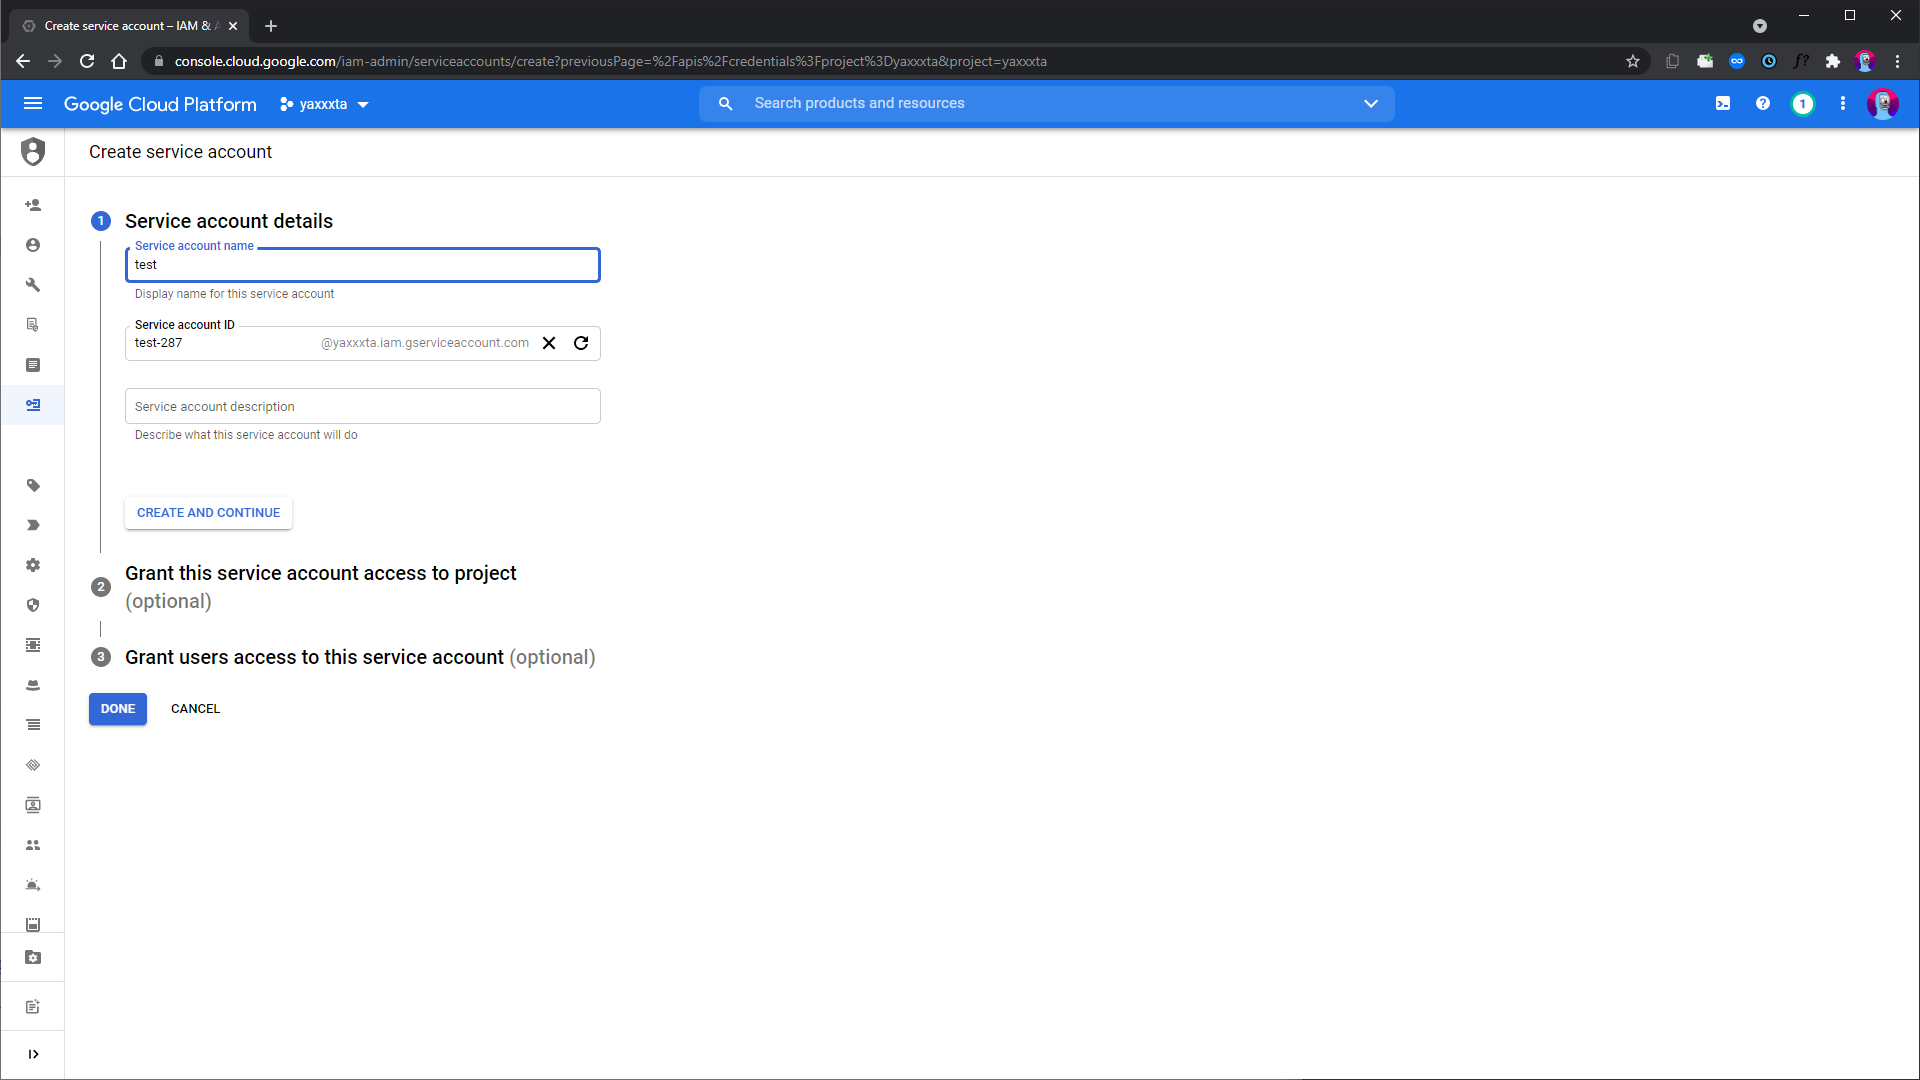 Create service account – IAM & A
console.cloud.google.com/iam-admin/serviceaccounts/create?previousPage=%2Fapis%2Fcredentials%3Fproject%3Dyaxxxta&project=yaxxxta
f?
Google Cloud Platform
yaxxxta
Search products and resources
1
Create service account
1 Service account details
Service account name
test
Display name for this service account
Service account ID
test-287 @yaxxxta.iam.gserviceaccount.com
Service account description
Describe what this service account will do
CREATE AND CONTINUE
2 Grant this service account access to project
(optional)
3 Grant users access to this service account (optional)
DONE CANCEL